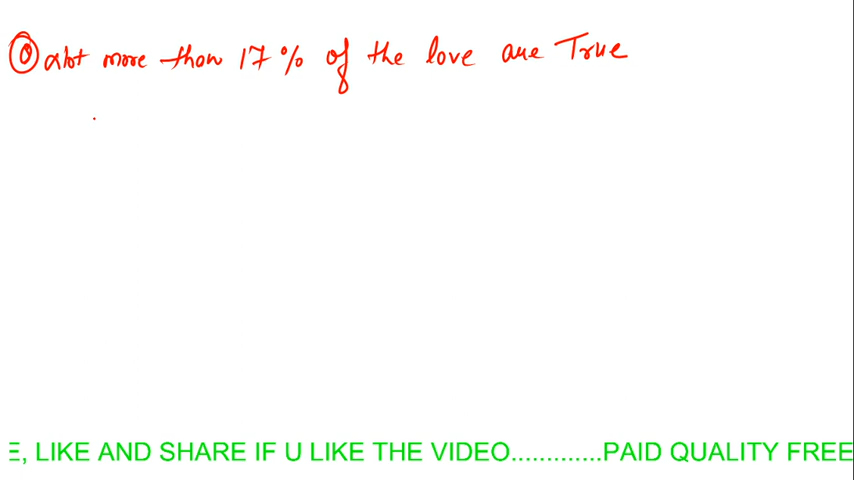 alot more than 17% of the love are True
E, LIKE AND SHARE IF U LIKE THE VIDEO.............PAID QUALITY FREE